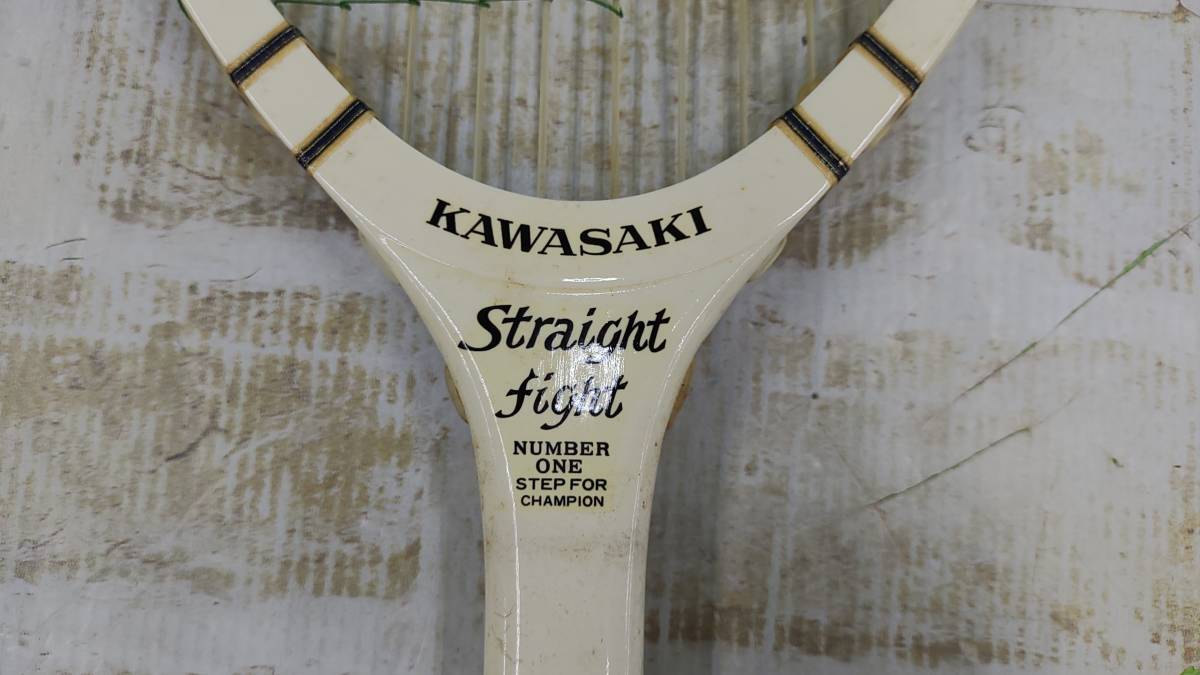 KAWASAKI
Straight
fight
NUMBER
ONE
STEP FOR
CHAMPION